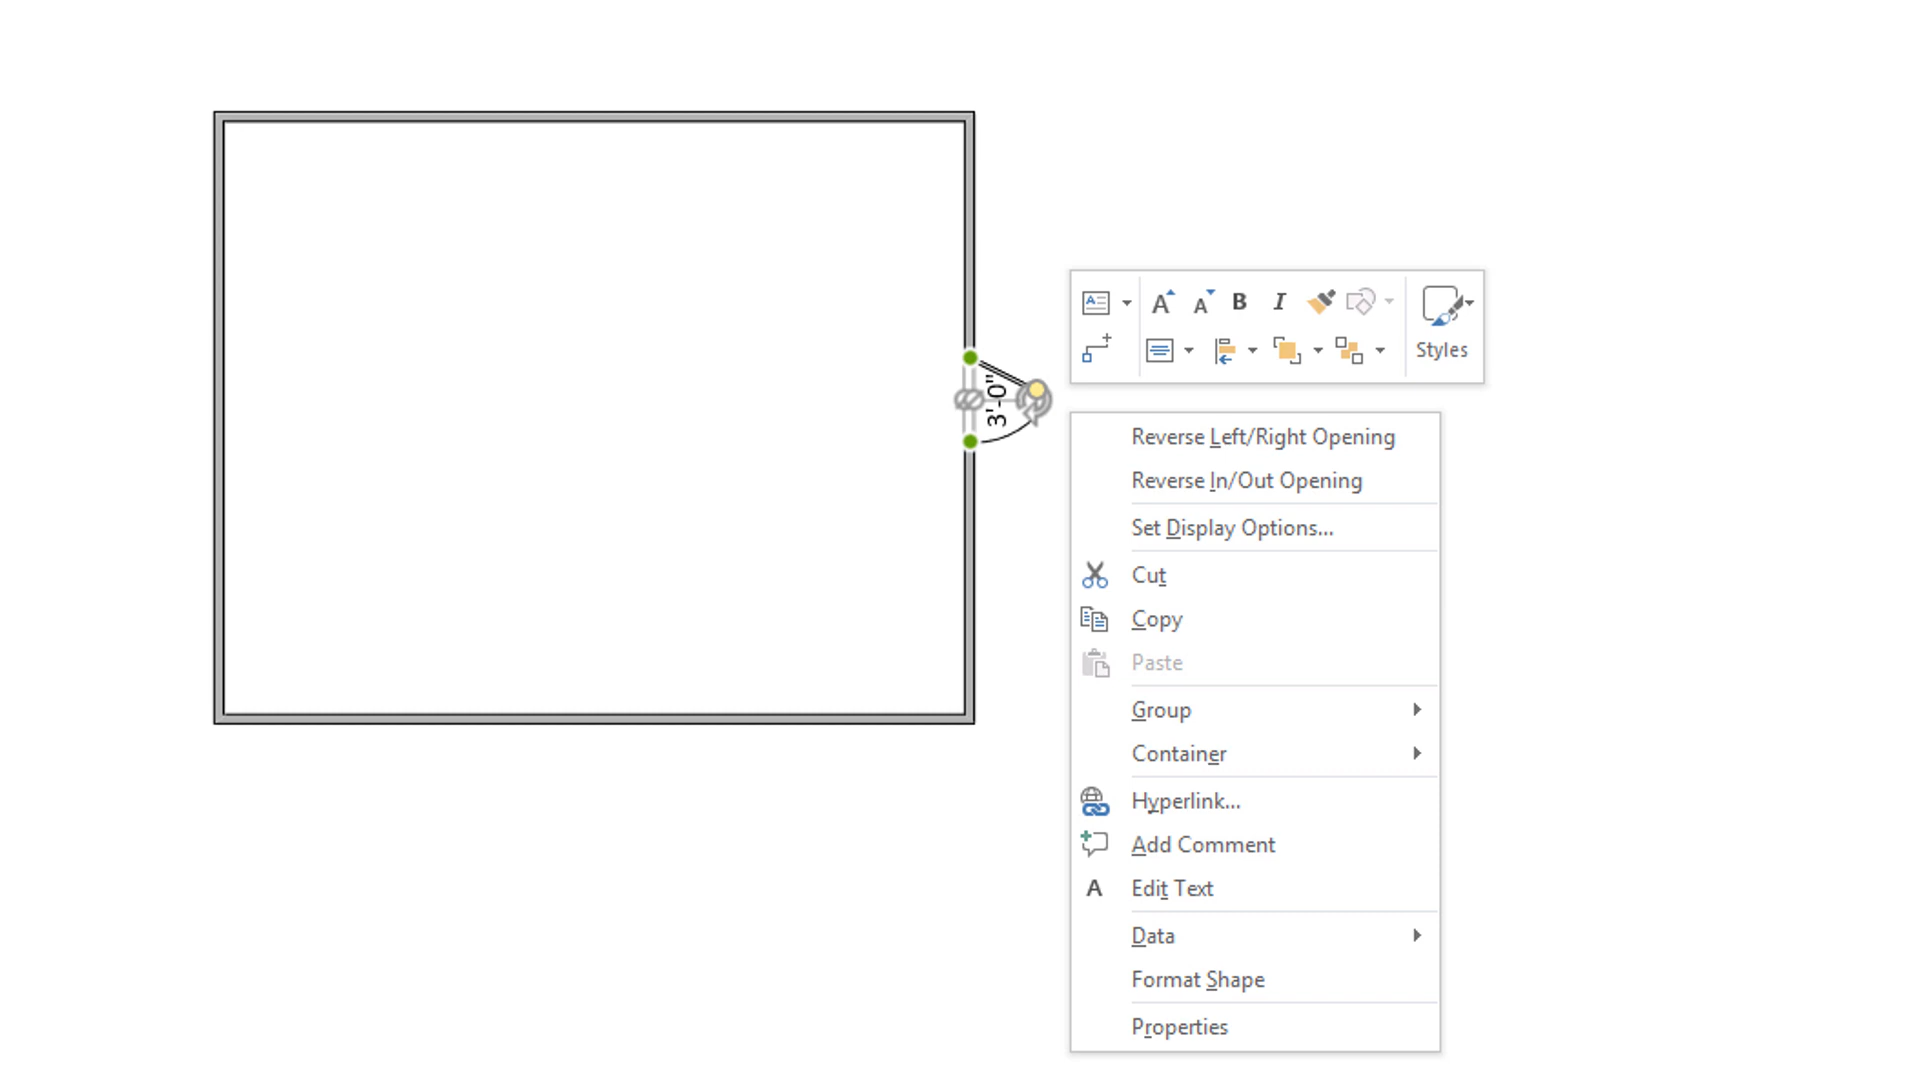 3'-0"
A A B I
Styles
Reverse Left/Right Opening
Reverse In/Out Opening
Set Display Options...
Cut
Copy
Paste
Group
Container
Hyperlink...
Add Comment
A Edit Text
Data
Format Shape
Properties